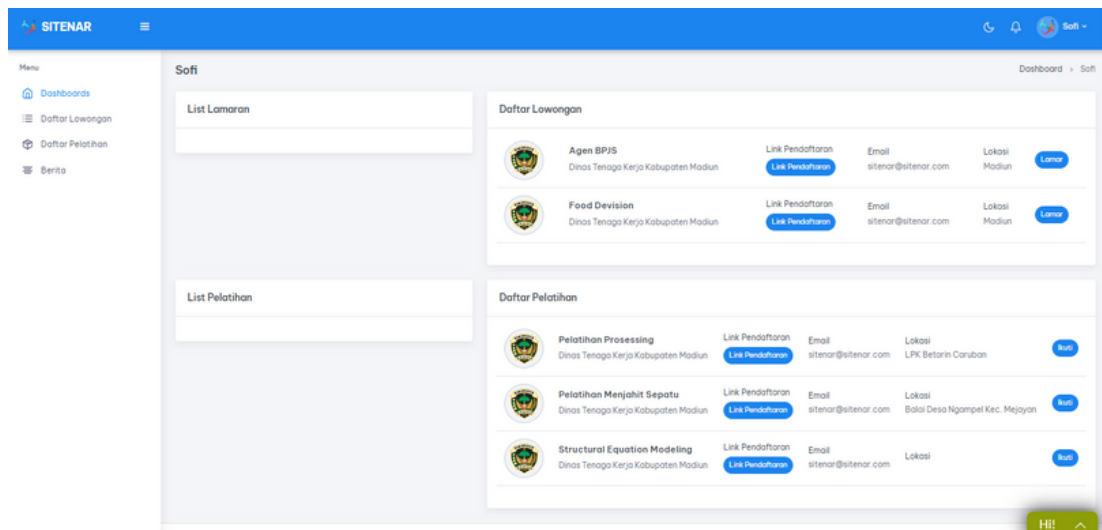 SITENAR
Sofi
Menu
Dashboards
Daftar Lowongan
Daftar Pelatihan
Berita
Sofi
Dashboard > Sofi
List Lamaran
Daftar Lowongan
Agen BPJS
Dinas Tenaga Kerja Kabupaten Madiun
Link Pendaftaran
Link Pendaftaran
Email
sitenar@sitenar.com
Lokasi
Madiun
Lamar
Food Devision
Dinas Tenaga Kerja Kabupaten Madiun
Link Pendaftaran
Link Pendaftaran
Email
sitenar@sitenar.com
Lokasi
Madiun
Lamar
List Pelatihan
Daftar Pelatihan
Pelatihan Prosessing
Dinas Tenaga Kerja Kabupaten Madiun
Link Pendaftaran
Link Pendaftaran
Email
sitenar@sitenar.com
Lokasi
LPK Betarin Caruban
Ikuti
Pelatihan Menjahit Sepatu
Dinas Tenaga Kerja Kabupaten Madiun
Link Pendaftaran
Link Pendaftaran
Email
sitenar@sitenar.com
Lokasi
Balai Desa Ngampel Kec. Mejayan
Ikuti
Structural Equation Modeling
Dinas Tenaga Kerja Kabupaten Madiun
Link Pendaftaran
Link Pendaftaran
Email
sitenar@sitenar.com
Lokasi
Ikuti
Hi!